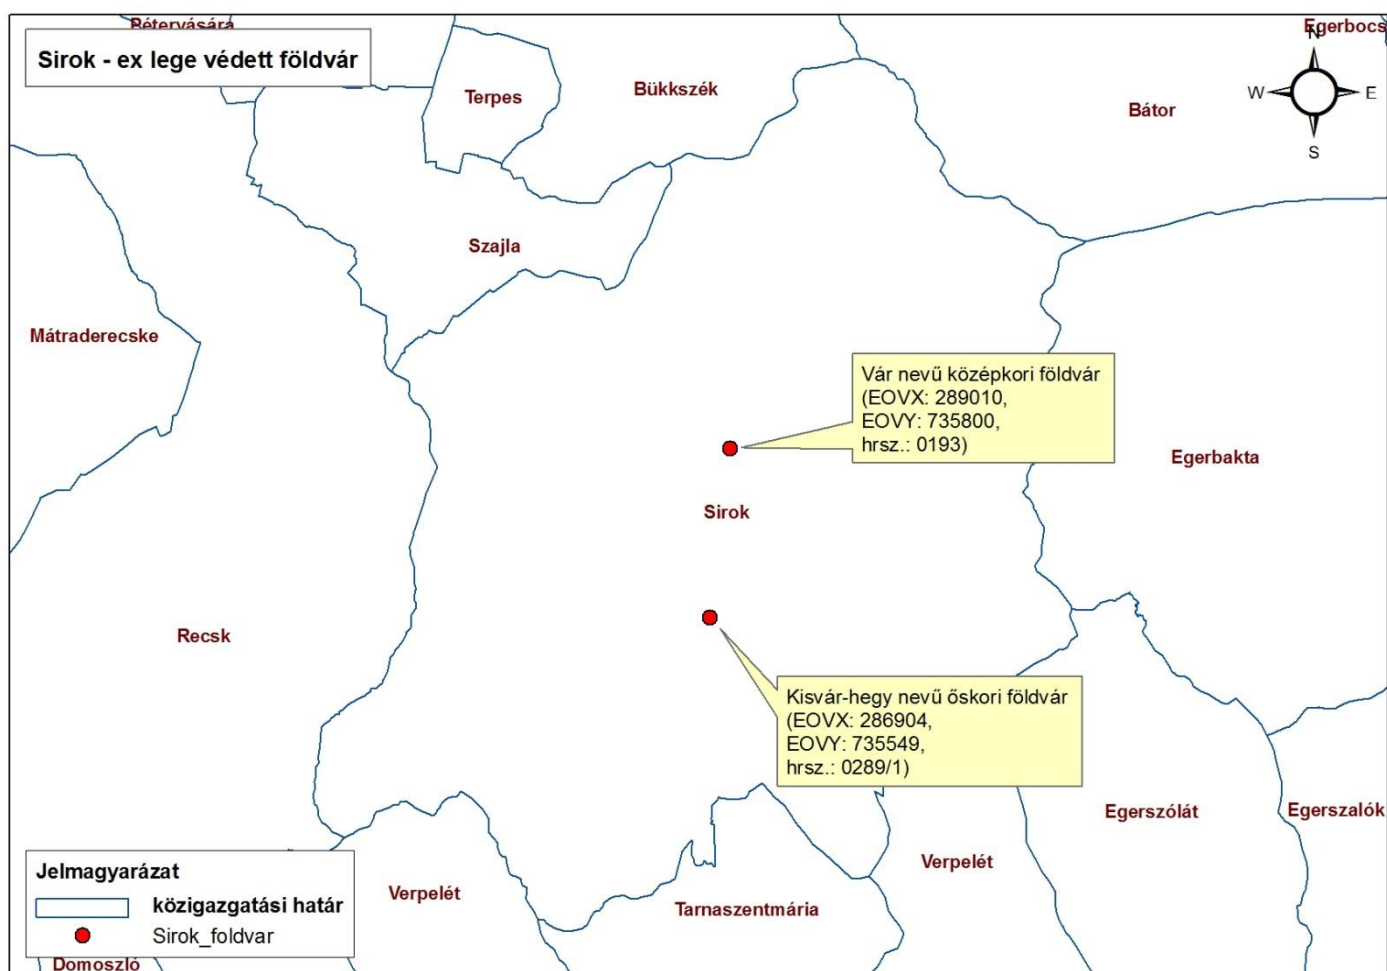 Pétervására
Egerbocs
Sirok - ex lege védett földvár
N
Terpes
Bükkszék
W
E
Bátor
S
Szajla
Mátraderecske
Vár nevű középkori földvár
(EOVX: 289010,
EOVY: 735800,
hrsz.: 0193)
Egerbakta
Sirok
Recsk
Kisvár-hegy nevű őskori földvár
(EOVX: 286904,
EOVY: 735549,
hrsz.: 0289/1)
Egerszólát
Egerszalók
Verpelét
Jelmagyarázat
közigazgatási határ
Sirok_foldvar
Verpelét
Tarnaszentmária
Domoszló